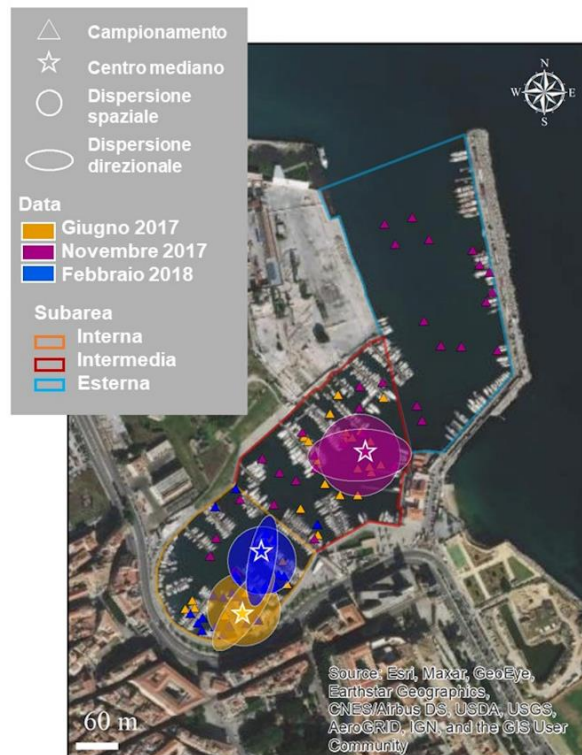 Campionamento
Centro mediano
Dispersione
spaziale
Dispersione
direzionale
Data
Giugno 2017
Novembre 2017
Febbraio 2018
Subarea
Interna
Intermedia
Esterna
N
W
E
S
60 m
Source: Esri, Maxar, GeoEye,
Earthstar Geographics,
CNES/Airbus DS, USDA, USGS,
AeroGRID, IGN, and the GIS User
Community